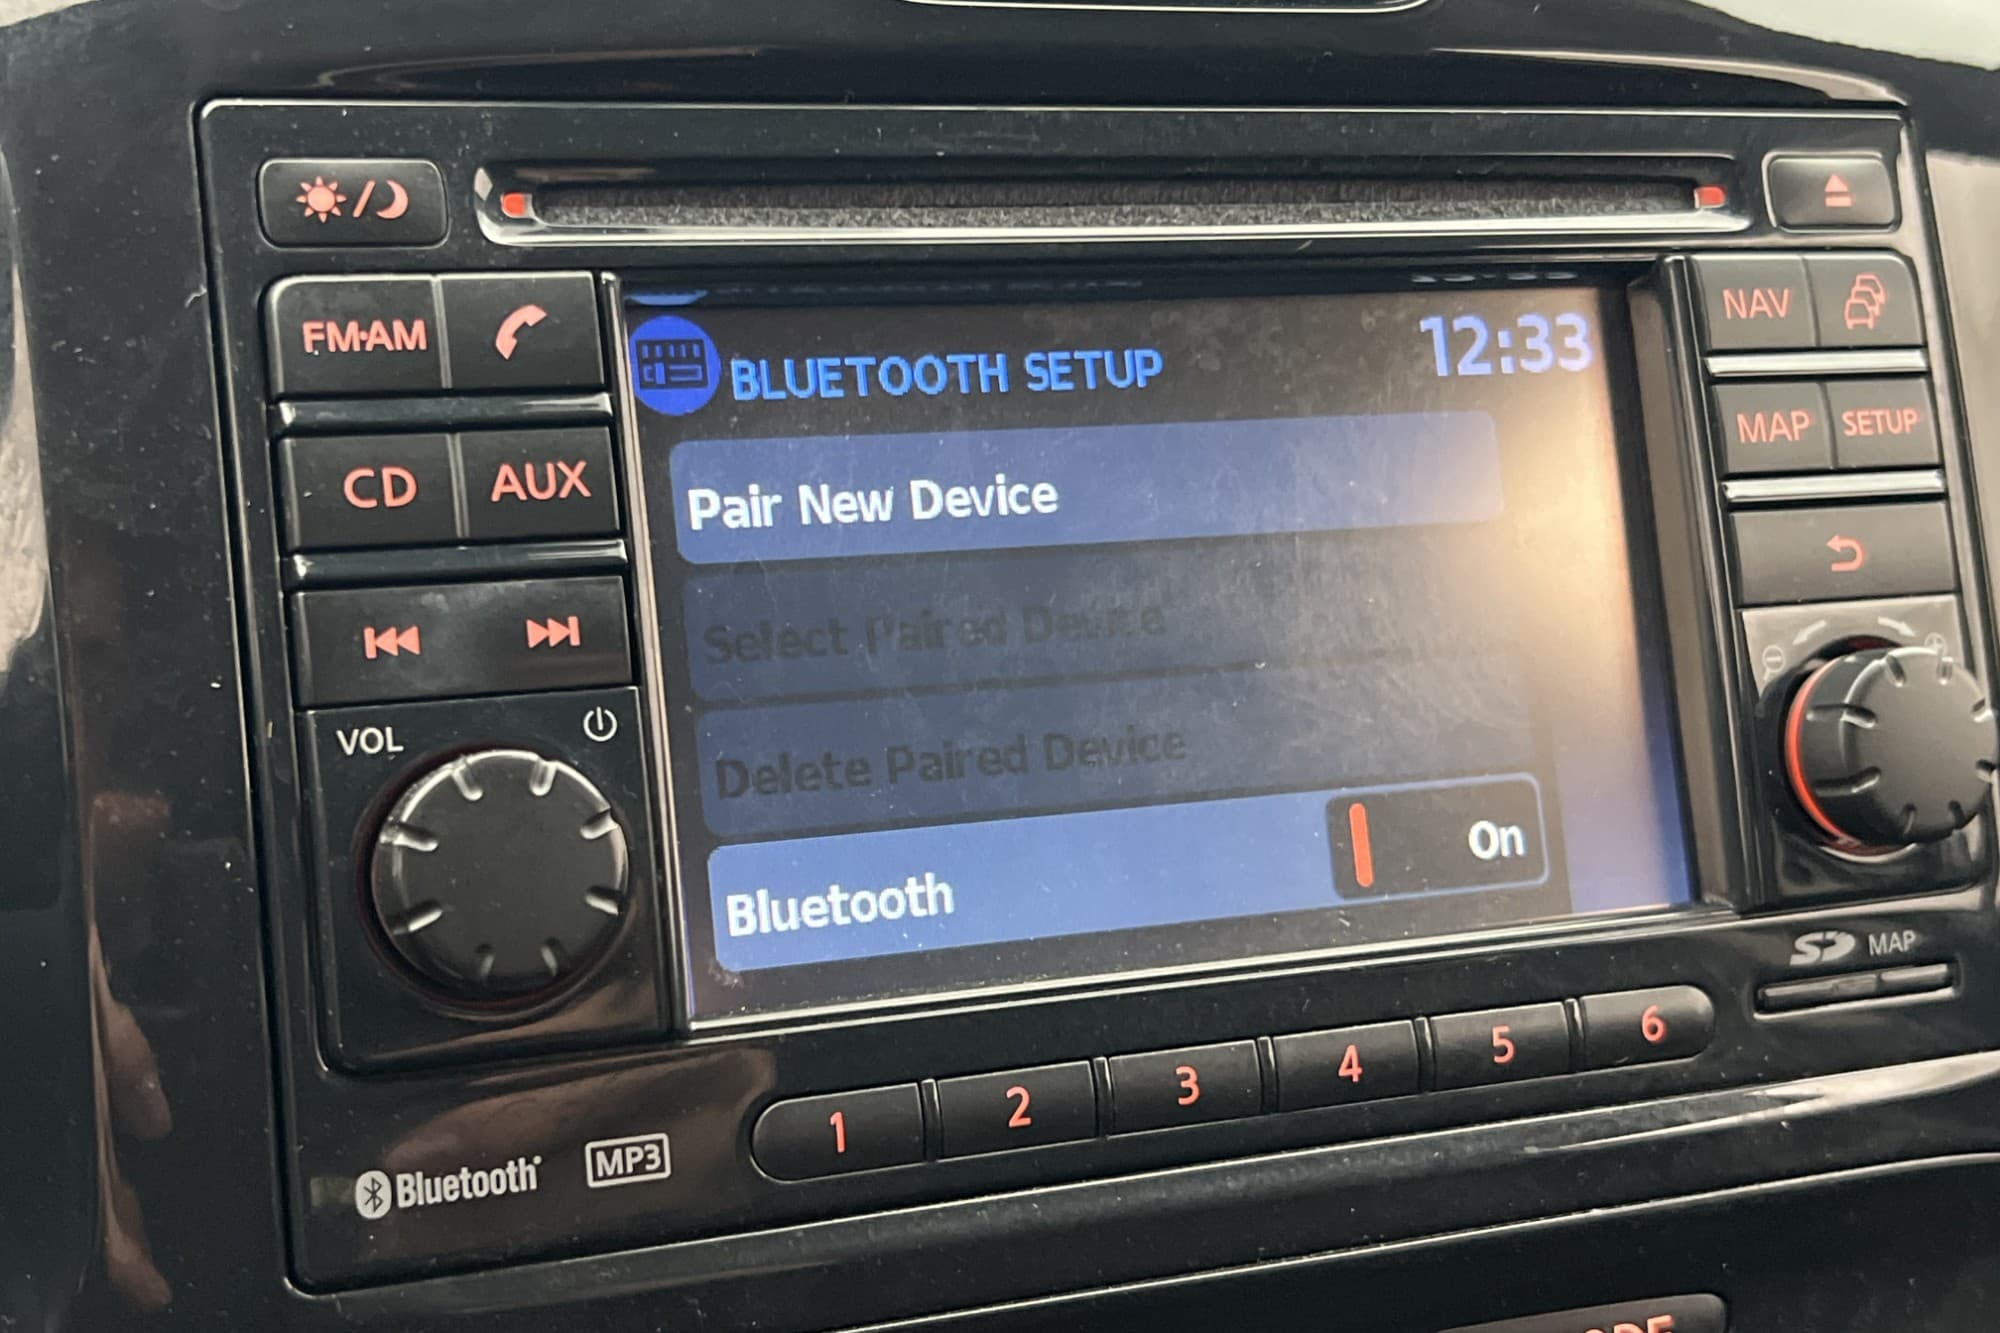 FM·AM
CD
AUX
VOL
BLUETOOTH SETUP
12:33
Pair New Device
Select Paired Device
Delete Paired Device
Bluetooth
On
NAV
MAP
SETUP
SD MAP
1
2
3
4
5
6
Bluetooth
MP3